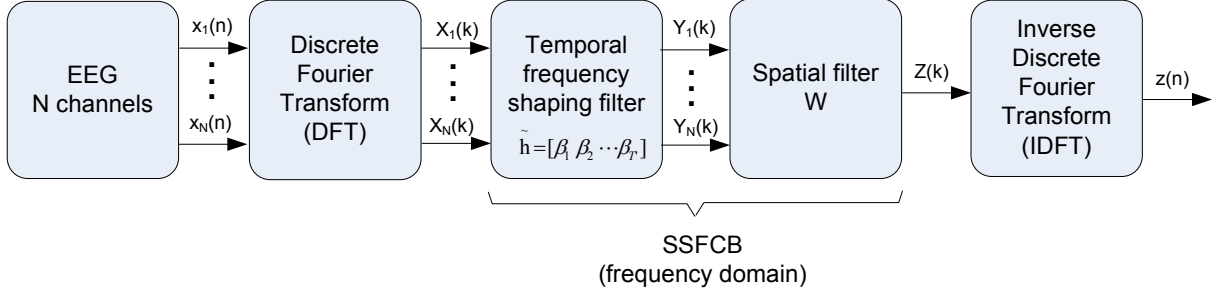 EEG
N channels
x₁(n)
x_N(n)
Discrete
Fourier
Transform
(DFT)
X₁(k)
X_N(k)
Temporal
frequency
shaping filter
h̃=[β₁ β₂ ⋯β_T]
Y₁(k)
Y_N(k)
Spatial filter
W
Z(k)
Inverse
Discrete
Fourier
Transform
(IDFT)
z(n)
SSFCB
(frequency domain)